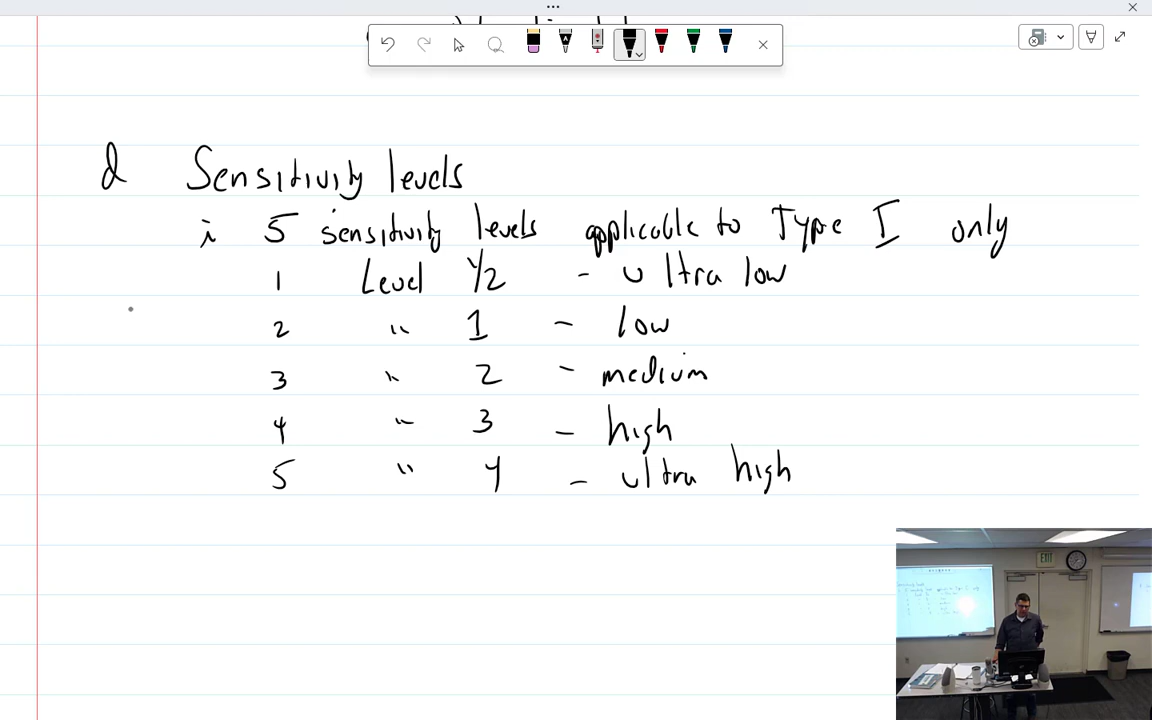 d Sensitivity levels
i 5 sensitivity levels applicable to Type I only
1 Level 1/2 - ultra low
2 " 1 - low
3 " 2 - medium
4 " 3 - high
5 " 4 - ultra high
EXIT